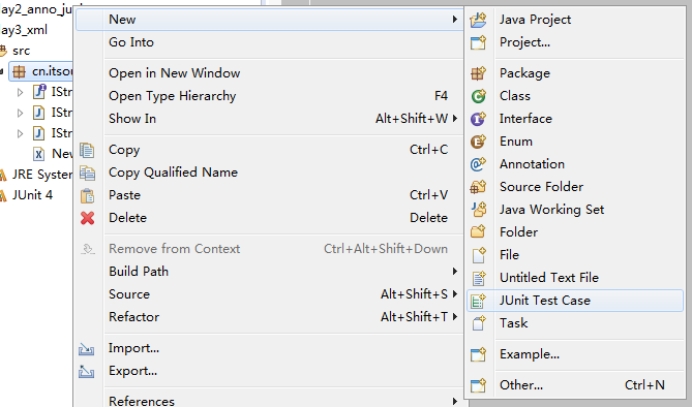 ay2_anno_ju
ay3_xml
src
cn.itsou
IStr
IStr
IStr
Nev
JRE System
JUnit 4
New
Go Into
Open in New Window
Open Type Hierarchy F4
Show In Alt+Shift+W
Copy Ctrl+C
Copy Qualified Name
Paste Ctrl+V
Delete Delete
Remove from Context Ctrl+Alt+Shift+Down
Build Path
Source Alt+Shift+S
Refactor Alt+Shift+T
Import...
Export...
References
Java Project
Project...
Package
Class
Interface
Enum
Annotation
Source Folder
Java Working Set
Folder
File
Untitled Text File
JUnit Test Case
Task
Example...
Other... Ctrl+N